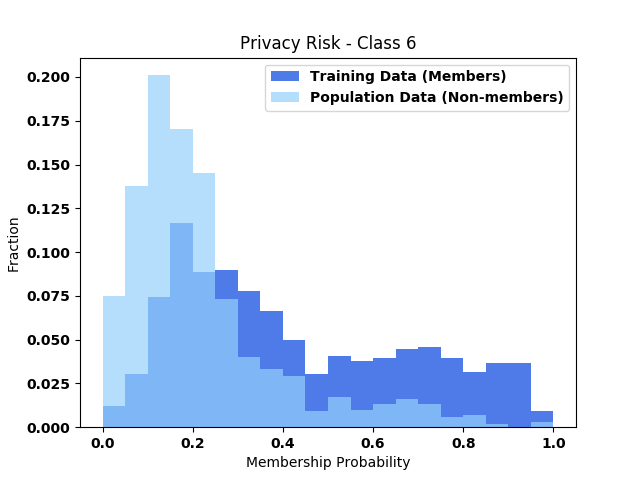 Privacy Risk - Class 6
Training Data (Members)
Population Data (Non-members)
0.200
0.175
0.150
0.125
0.100
0.075
0.050
0.025
0.000
Fraction
0.0 0.2 0.4 0.6 0.8 1.0
Membership Probability